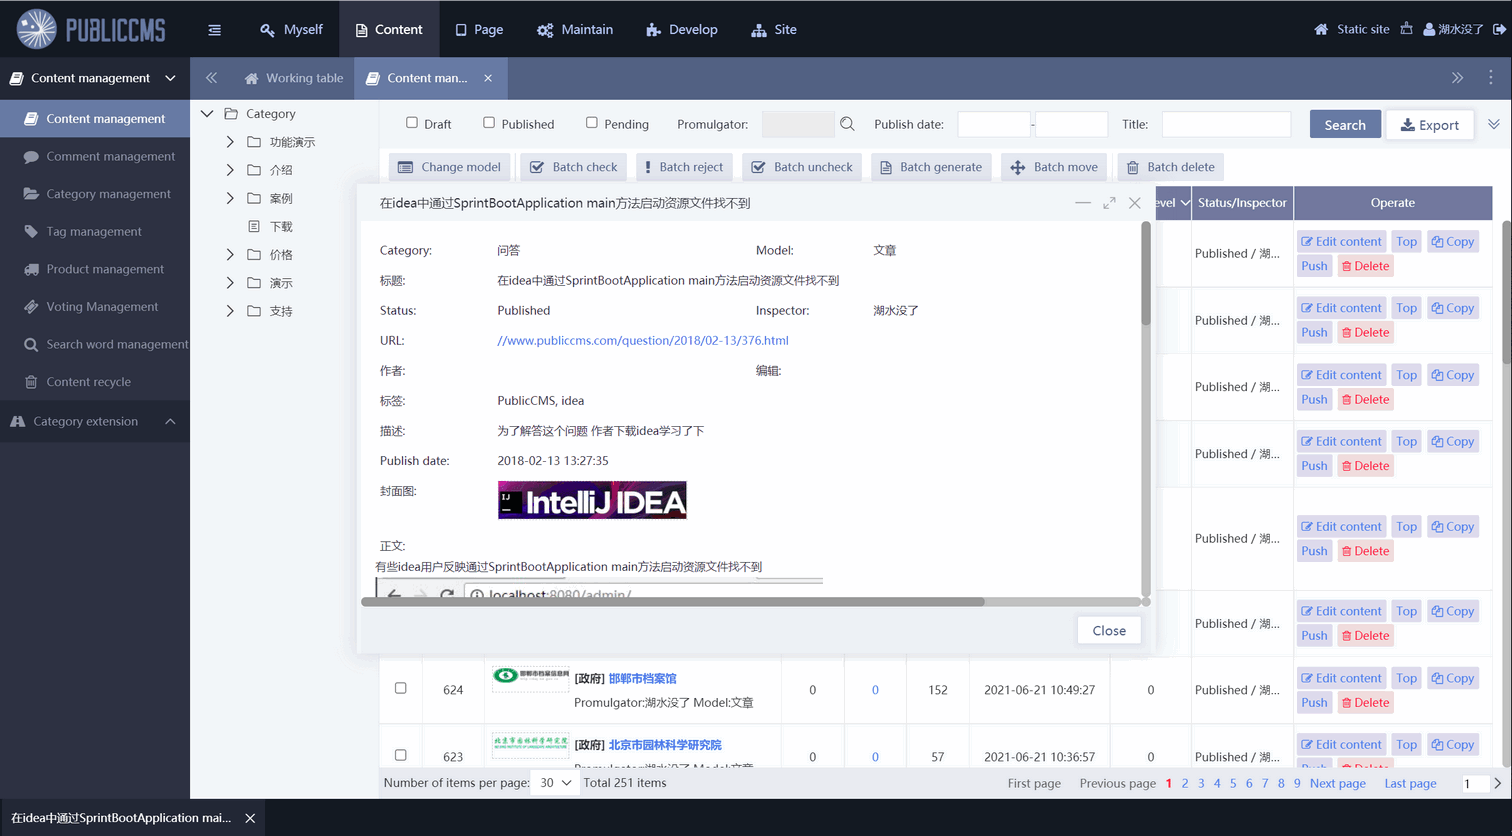 PUBLICCMS
Myself
Content
Page
Maintain
Develop
Site
Static site
湖水没了
Content management
Working table
Content man...
Content management
Comment management
Category management
Tag management
Product management
Voting Management
Search word management
Content recycle
Category extension
Category
功能演示
介绍
案例
下载
价格
演示
支持
Draft
Published
Pending
Promulgator:
Publish date:
-
Title:
Search
Export
Change model
Batch check
Batch reject
Batch uncheck
Batch generate
Batch move
Batch delete
evel
Status/Inspector
Operate
在idea中通过SprintBootApplication main方法启动资源文件找不到
Category: 问答 Model: 文章
标题: 在idea中通过SprintBootApplication main方法启动资源文件找不到
Status: Published Inspector: 湖水没了
URL: //www.publiccms.com/question/2018/02-13/376.html
作者: 编辑:
标签: PublicCMS, idea
描述: 为了解答这个问题 作者下载idea学习了下
Publish date: 2018-02-13 13:27:35
封面图:
IJ IntelliJ IDEA
正文:
有些idea用户反映通过SprintBootApplication main方法启动资源文件找不到
localhost:8080/admin/
Close
Published / 湖... Edit content Top Copy
Push Delete
Published / 湖... Edit content Top Copy
Push Delete
Published / 湖... Edit content Top Copy
Push Delete
Published / 湖... Edit content Top Copy
Push Delete
Published / 湖... Edit content Top Copy
Push Delete
Published / 湖... Edit content Top Copy
Push Delete
624 邯郸市档案信息网 [政府] 邯郸市档案馆 0 0 152 2021-06-21 10:49:27 0 Published / 湖... Edit content Top Copy
Promulgator:湖水没了 Model:文章 Push Delete
623 北京市园林科学研究院 [政府] 北京市园林科学研究院 0 0 57 2021-06-21 10:36:57 0 Published / 湖... Edit content Top Copy
Promulgator:湖水没了 Model:文章 Push Delete
Number of items per page: 30 Total 251 items
First page Previous page 1 2 3 4 5 6 7 8 9 Next page Last page 1
在idea中通过SprintBootApplication mai...